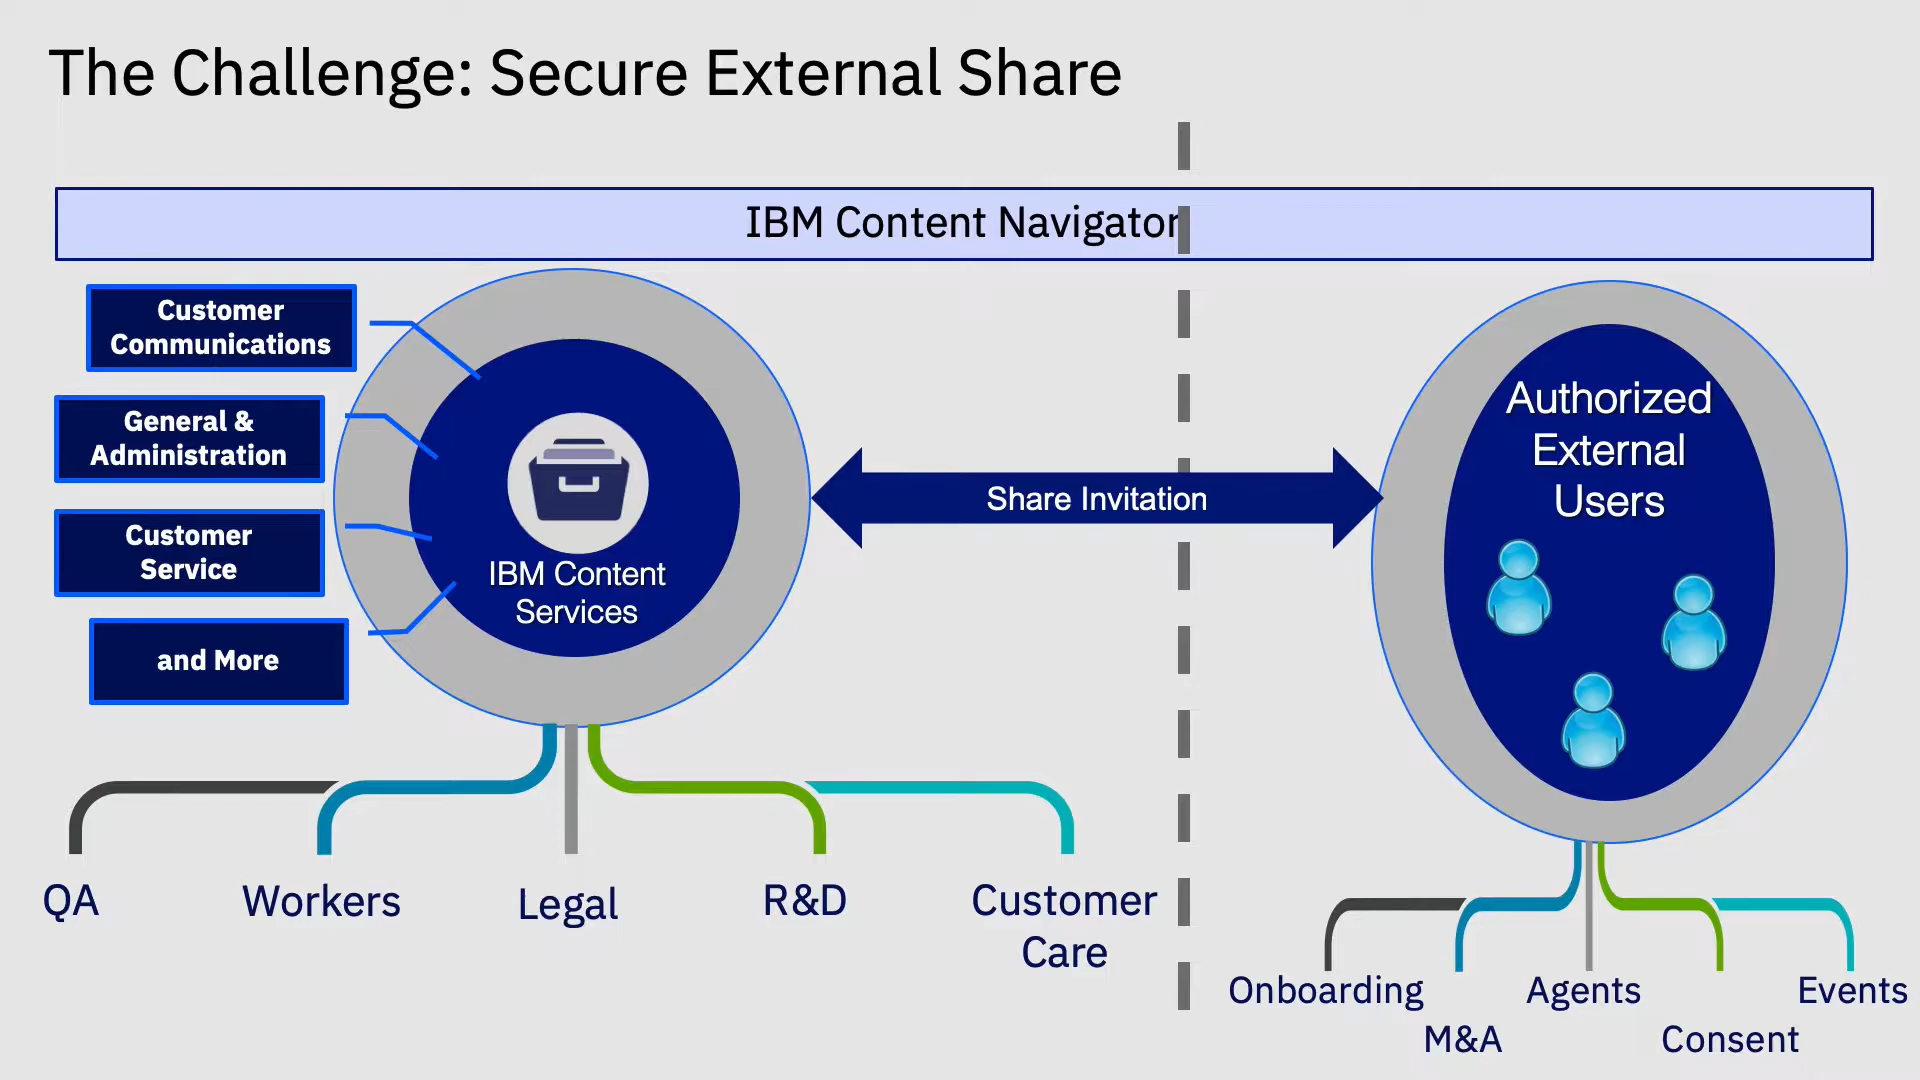 The Challenge: Secure External Share
IBM Content Navigator
Customer
Communications
General &
Administration
Customer
Service
and More
IBM Content
Services
Share Invitation
Authorized
External
Users
QA
Workers
Legal
R&D
Customer
Care
Onboarding
M&A
Agents
Consent
Events